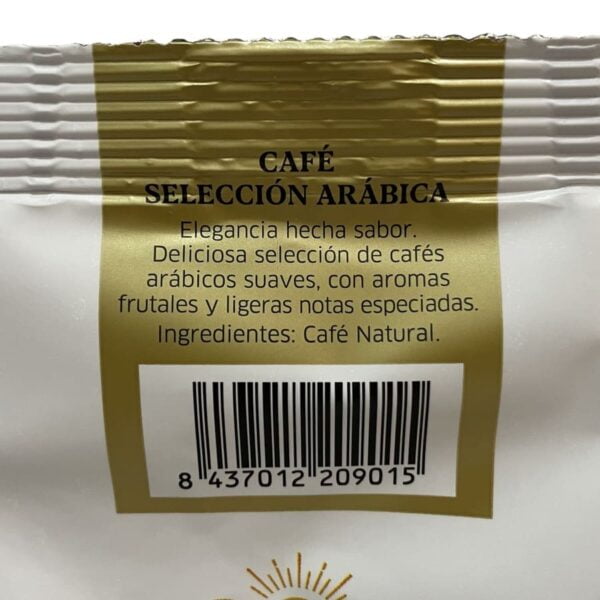 CAFÉ
SELECCIÓN ARÁBICA
Elegancia hecha sabor.
Deliciosa selección de cafés
arábicos suaves, con aromas
frutales y ligeras notas especiadas.
Ingredientes: Café Natural.
8 437012 209015